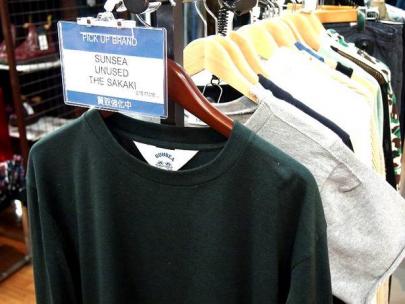 PICK UP BRAND
SUNSEA
UNUSED
THE SAKAKI
買取強化中
SUNSEA